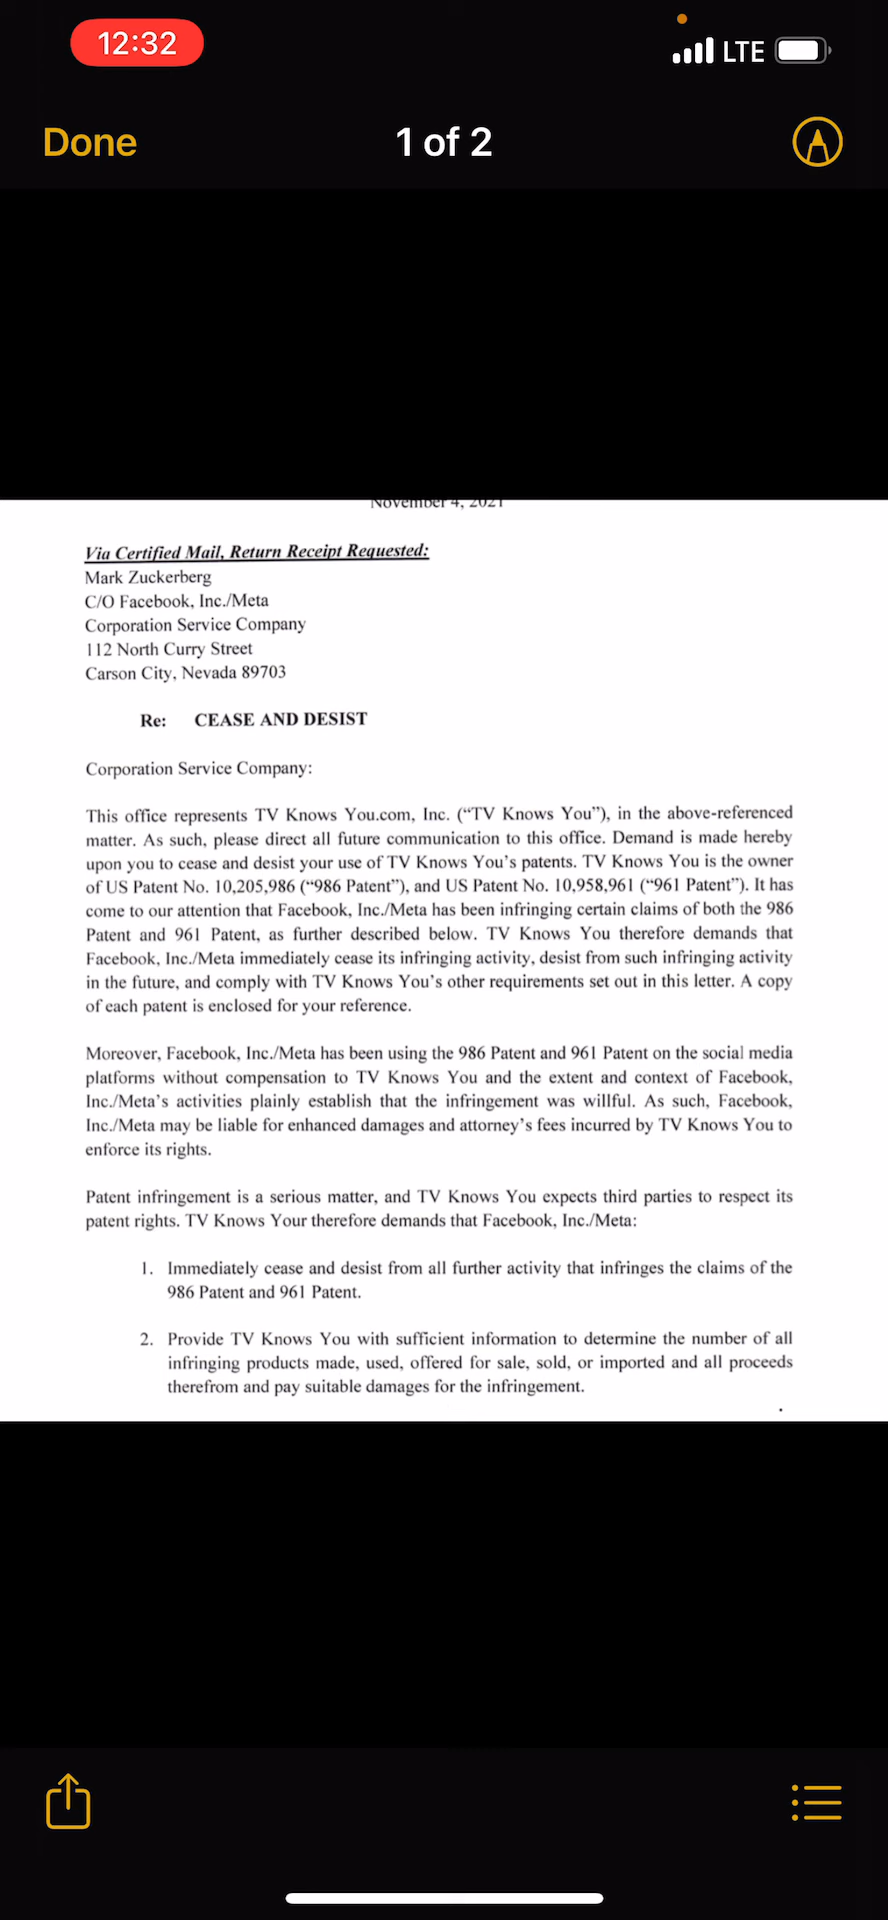 12:32
LTE
Done
1 of 2
November 4, 2021
Via Certified Mail, Return Receipt Requested:
Mark Zuckerberg
C/O Facebook, Inc./Meta
Corporation Service Company
112 North Curry Street
Carson City, Nevada 89703
Re: CEASE AND DESIST
Corporation Service Company:
This office represents TV Knows You.com, Inc. (“TV Knows You”), in the above-referenced
matter. As such, please direct all future communication to this office. Demand is made hereby
upon you to cease and desist your use of TV Knows You’s patents. TV Knows You is the owner
of US Patent No. 10,205,986 (“986 Patent”), and US Patent No. 10,958,961 (“961 Patent”). It has
come to our attention that Facebook, Inc./Meta has been infringing certain claims of both the 986
Patent and 961 Patent, as further described below. TV Knows You therefore demands that
Facebook, Inc./Meta immediately cease its infringing activity, desist from such infringing activity
in the future, and comply with TV Knows You’s other requirements set out in this letter. A copy
of each patent is enclosed for your reference.
Moreover, Facebook, Inc./Meta has been using the 986 Patent and 961 Patent on the social media
platforms without compensation to TV Knows You and the extent and context of Facebook,
Inc./Meta’s activities plainly establish that the infringement was willful. As such, Facebook,
Inc./Meta may be liable for enhanced damages and attorney’s fees incurred by TV Knows You to
enforce its rights.
Patent infringement is a serious matter, and TV Knows You expects third parties to respect its
patent rights. TV Knows Your therefore demands that Facebook, Inc./Meta:
1. Immediately cease and desist from all further activity that infringes the claims of the
986 Patent and 961 Patent.
2. Provide TV Knows You with sufficient information to determine the number of all
infringing products made, used, offered for sale, sold, or imported and all proceeds
therefrom and pay suitable damages for the infringement.